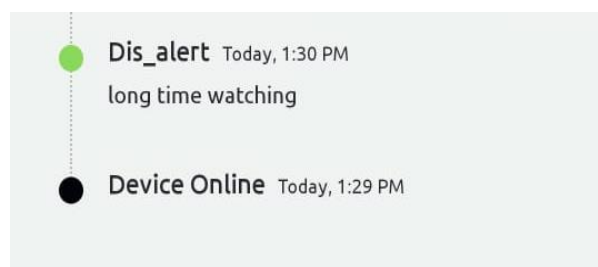 Dis_alert Today, 1:30 PM
long time watching
Device Online Today, 1:29 PM